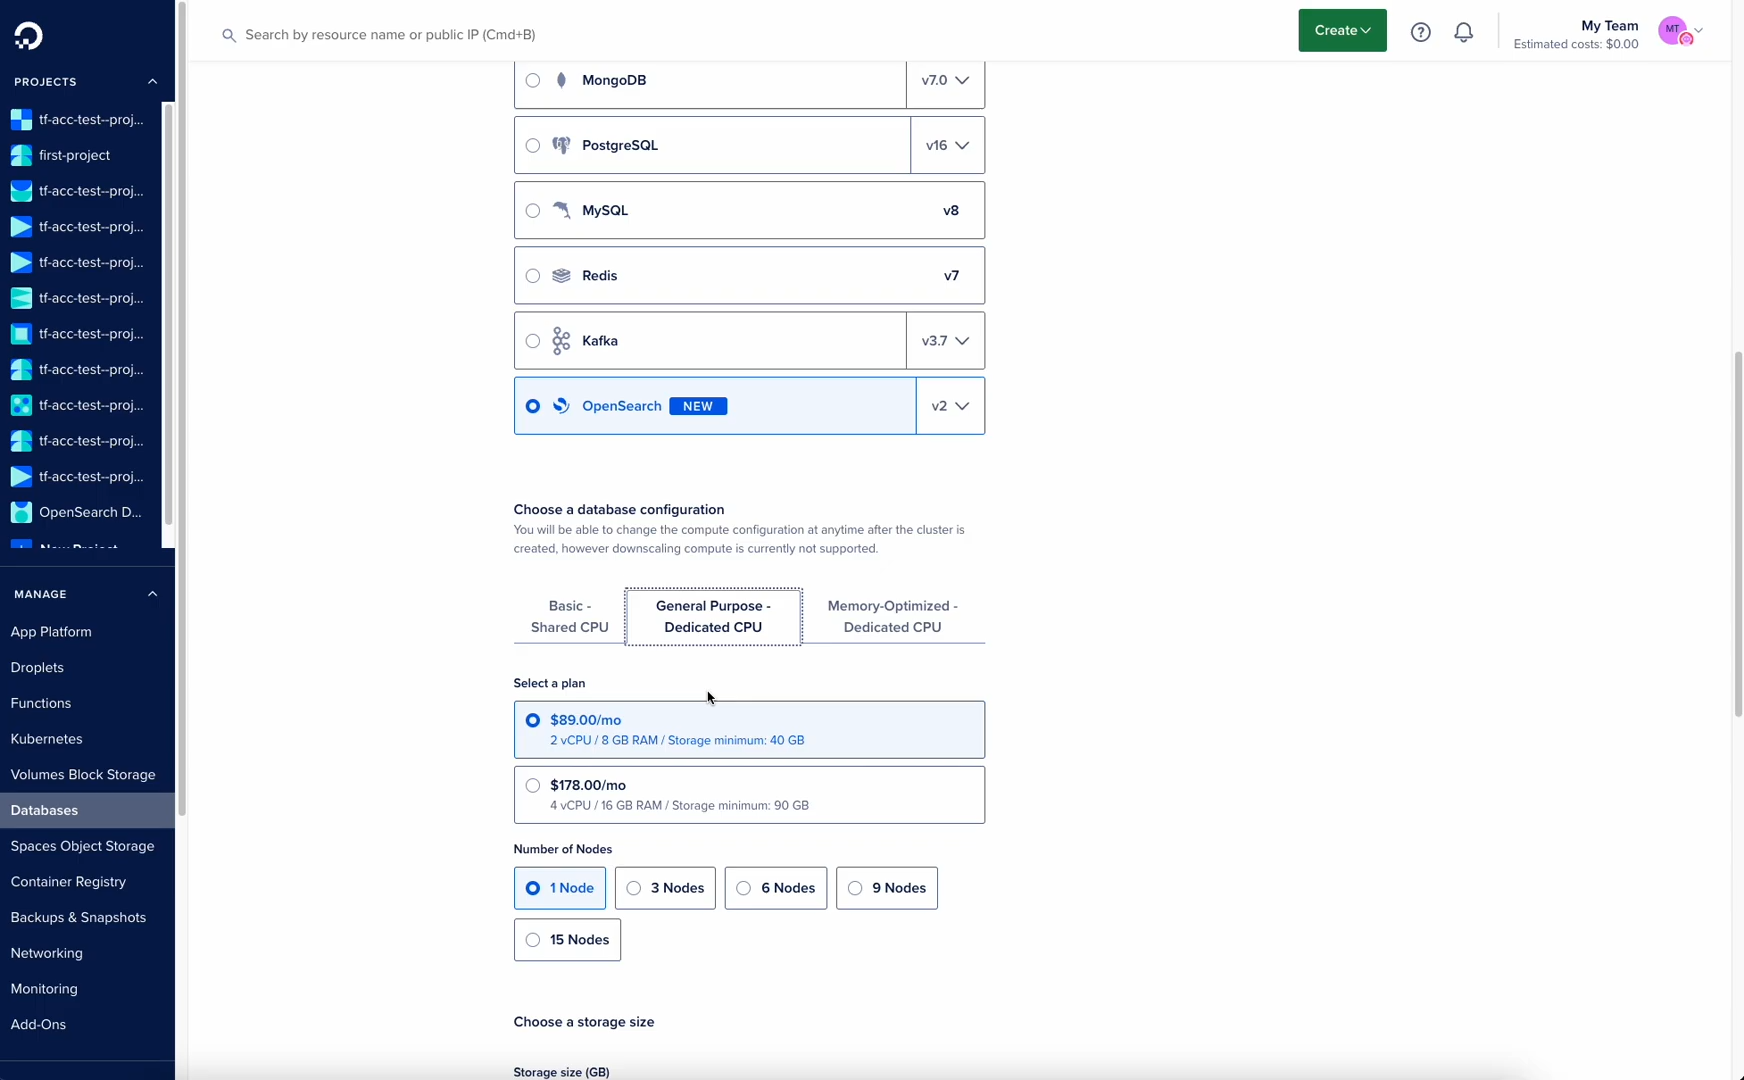 Search by resource name or public IP (Cmd+B)
Create
My Team
Estimated costs: $0.00
MT
PROJECTS
tf-acc-test--proj...
first-project
tf-acc-test--proj...
tf-acc-test--proj...
tf-acc-test--proj...
tf-acc-test--proj...
tf-acc-test--proj...
tf-acc-test--proj...
tf-acc-test--proj...
tf-acc-test--proj...
tf-acc-test--proj...
OpenSearch D...
New Project
MANAGE
App Platform
Droplets
Functions
Kubernetes
Volumes Block Storage
Databases
Spaces Object Storage
Container Registry
Backups & Snapshots
Networking
Monitoring
Add-Ons
MongoDB
v7.0
PostgreSQL
v16
MySQL
v8
Redis
v7
Kafka
v3.7
OpenSearch NEW
v2
Choose a database configuration
You will be able to change the compute configuration at anytime after the cluster is
created, however downscaling compute is currently not supported.
Basic -
Shared CPU
General Purpose -
Dedicated CPU
Memory-Optimized -
Dedicated CPU
Select a plan
$89.00/mo
2 vCPU / 8 GB RAM / Storage minimum: 40 GB
$178.00/mo
4 vCPU / 16 GB RAM / Storage minimum: 90 GB
Number of Nodes
1 Node
3 Nodes
6 Nodes
9 Nodes
15 Nodes
Choose a storage size
Storage size (GB)